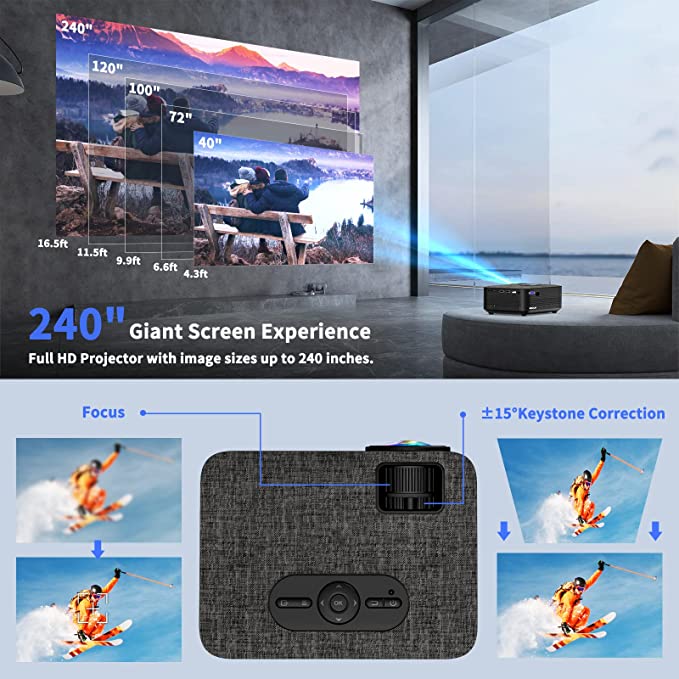 240"
120"
100"
72"
40"
16.5ft
11.5ft
9.9ft
6.6ft
4.3ft
240" Giant Screen Experience
Full HD Projector with image sizes up to 240 inches.
Focus
±15°Keystone Correction
OK